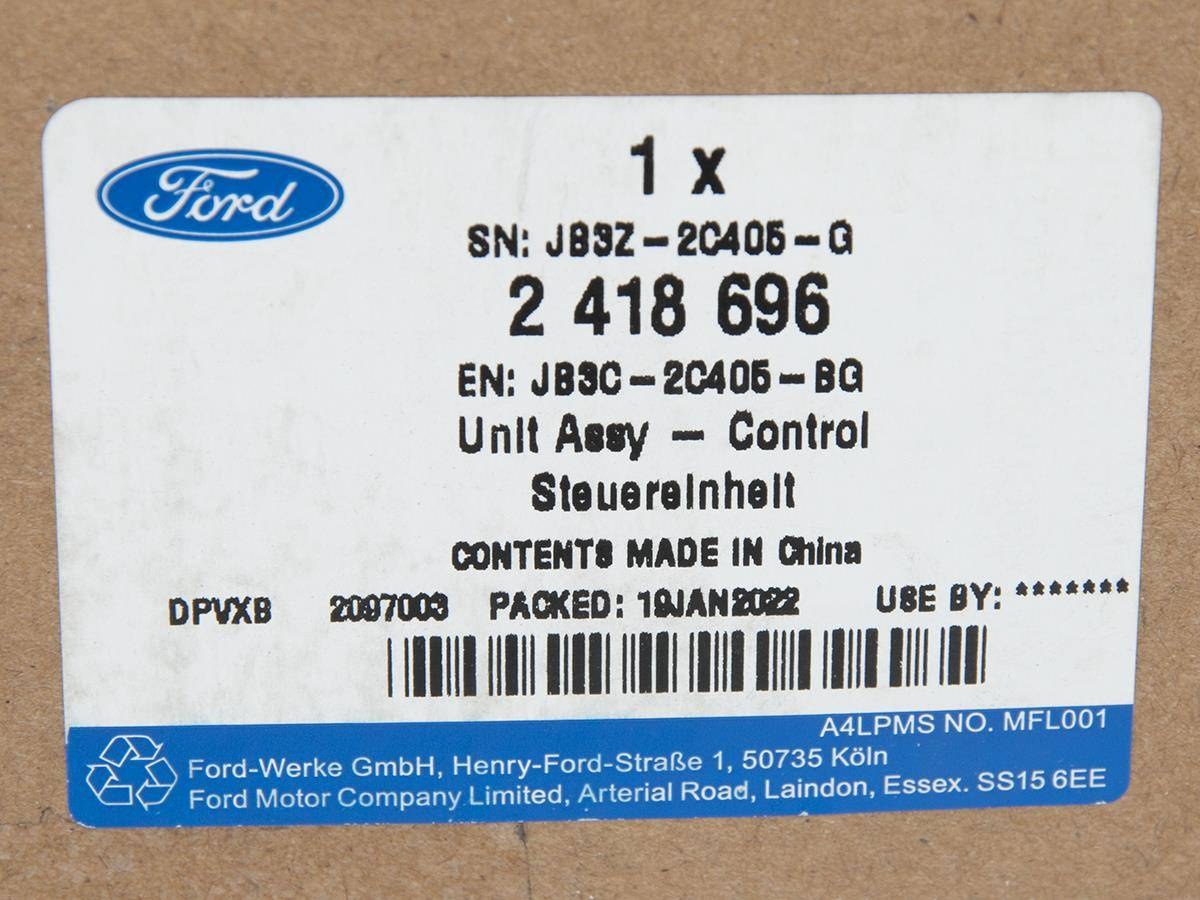 Ford
1 x
SN: JB3Z-2C405-G
2 418 696
EN: JB3C-2C405-BG
Unit Assy - Control
Steuereinheit
CONTENTS MADE IN China
DPVXB 2097003 PACKED: 19JAN2022 USE BY: *******
A4LPMS NO. MFL001
Ford-Werke GmbH, Henry-Ford-Straße 1, 50735 Köln
Ford Motor Company Limited, Arterial Road, Laindon, Essex. SS15 6EE